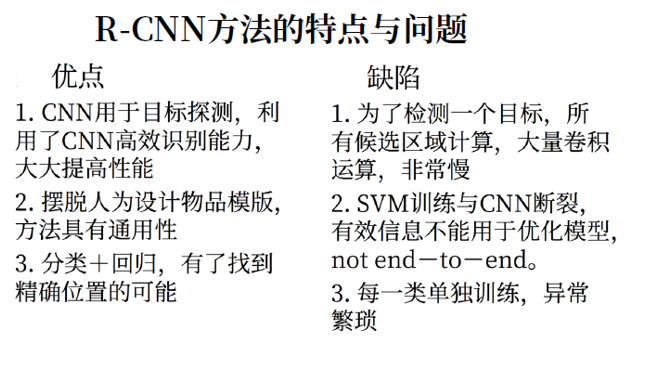 R-CNN方法的特点与问题
优点
1. CNN用于目标探测，利
用了CNN高效识别能力，
大大提高性能
2. 摆脱人为设计物品模版，
方法具有通用性
3. 分类＋回归，有了找到
精确位置的可能
缺陷
1. 为了检测一个目标，所
有候选区域计算，大量卷积
运算，非常慢
2. SVM训练与CNN断裂，
有效信息不能用于优化模型，
not end－to－end。
3. 每一类单独训练，异常
繁琐